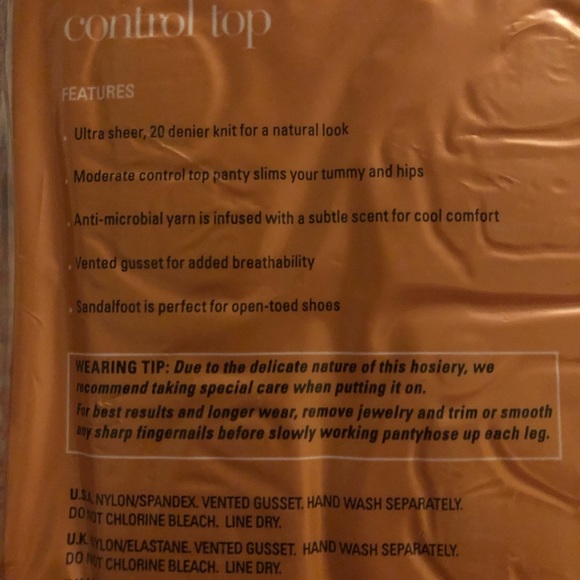 control top
FEATURES
Ultra sheer, 20 denier knit for a natural look
Moderate control top panty slims your tummy and hips
Anti-microbial yarn is infused with a subtle scent for cool comfort
Vented gusset for added breathability
Sandalfoot is perfect for open-toed shoes
WEARING TIP: Due to the delicate nature of this hosiery, we
recommend taking special care when putting it on.
For best results and longer wear, remove jewelry and trim or smooth
any sharp fingernails before slowly working pantyhose up each leg.
U.S.A. NYLON/SPANDEX. VENTED GUSSET. HAND WASH SEPARATELY.
DO NOT CHLORINE BLEACH. LINE DRY.
U.K. NYLON/ELASTANE. VENTED GUSSET. HAND WASH SEPARATELY.
DO NOT CHLORINE BLEACH. LINE DRY.